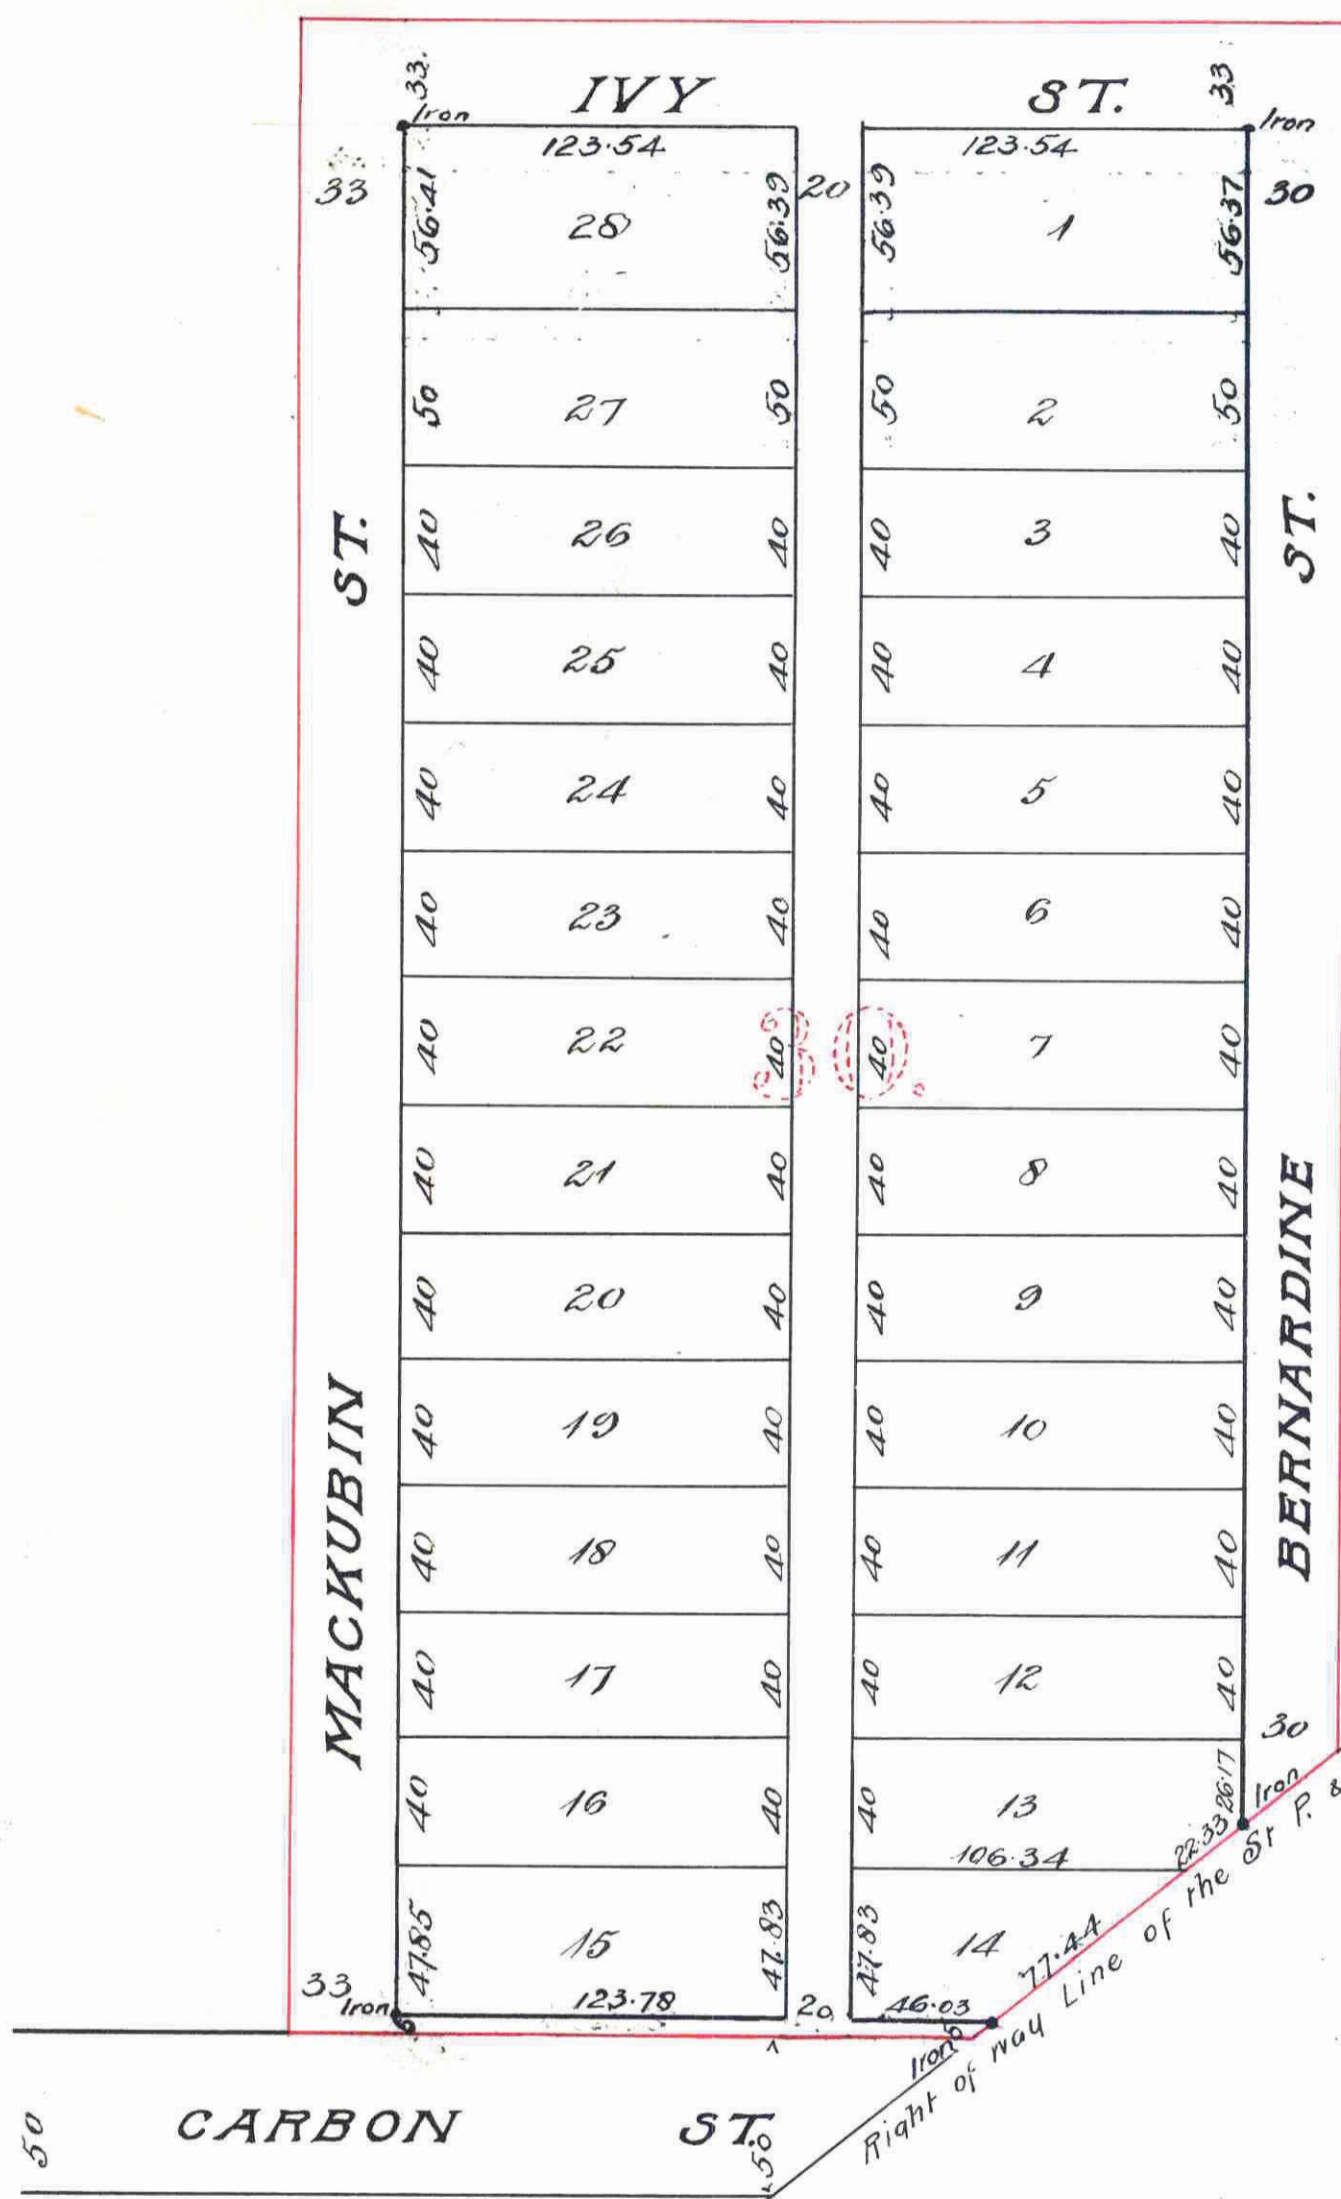 33. IVY ST. 33
Iron Iron
123.54 123.54
33 56.41 28 56.39 20 56.39 1 56.37 30
50 27 50 50 2 50
40 26 40 40 3 40
ST. ST.
40 25 40 40 4 40
40 24 40 40 5 40
40 23 40 40 6 40
40 22 40 40 7 40
30.
40 21 40 40 8 40
40 20 40 40 9 40
40 19 40 40 10 40
40 18 40 40 11 40
MACKUBIN
BERNARDINE
40 17 40 40 12 40
30
40 16 40 40 13 26.17
Iron
106.34 22.33
47.85 15 47.83 47.83 14 77.44
33 Iron 123.78 20 46.03
6 Iron
Right of way Line of the St P. &
50 CARBON ST. 50